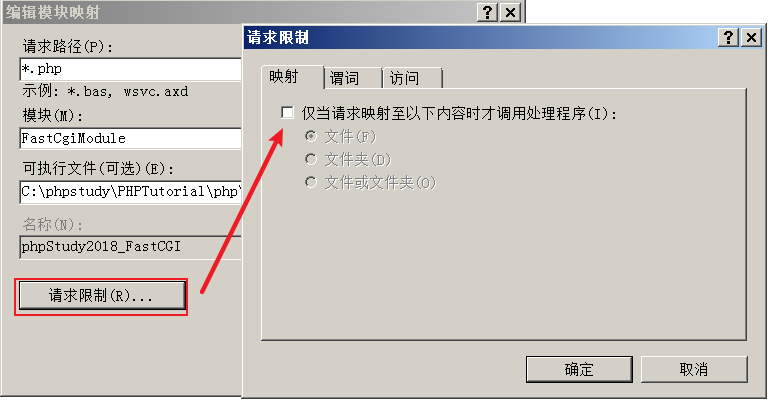 编辑模块映射
请求路径(P):
*.php
示例: *.bas, wsvc.axd
模块(M):
FastCgiModule
可执行文件(可选)(E):
C:\phpstudy\PHPTutorial\php\
名称(N):
phpStudy2018_FastCGI
请求限制(R)...
请求限制
映射 谓词 访问
仅当请求映射至以下内容时才调用处理程序(I):
文件(F)
文件夹(D)
文件或文件夹(O)
确定 取消